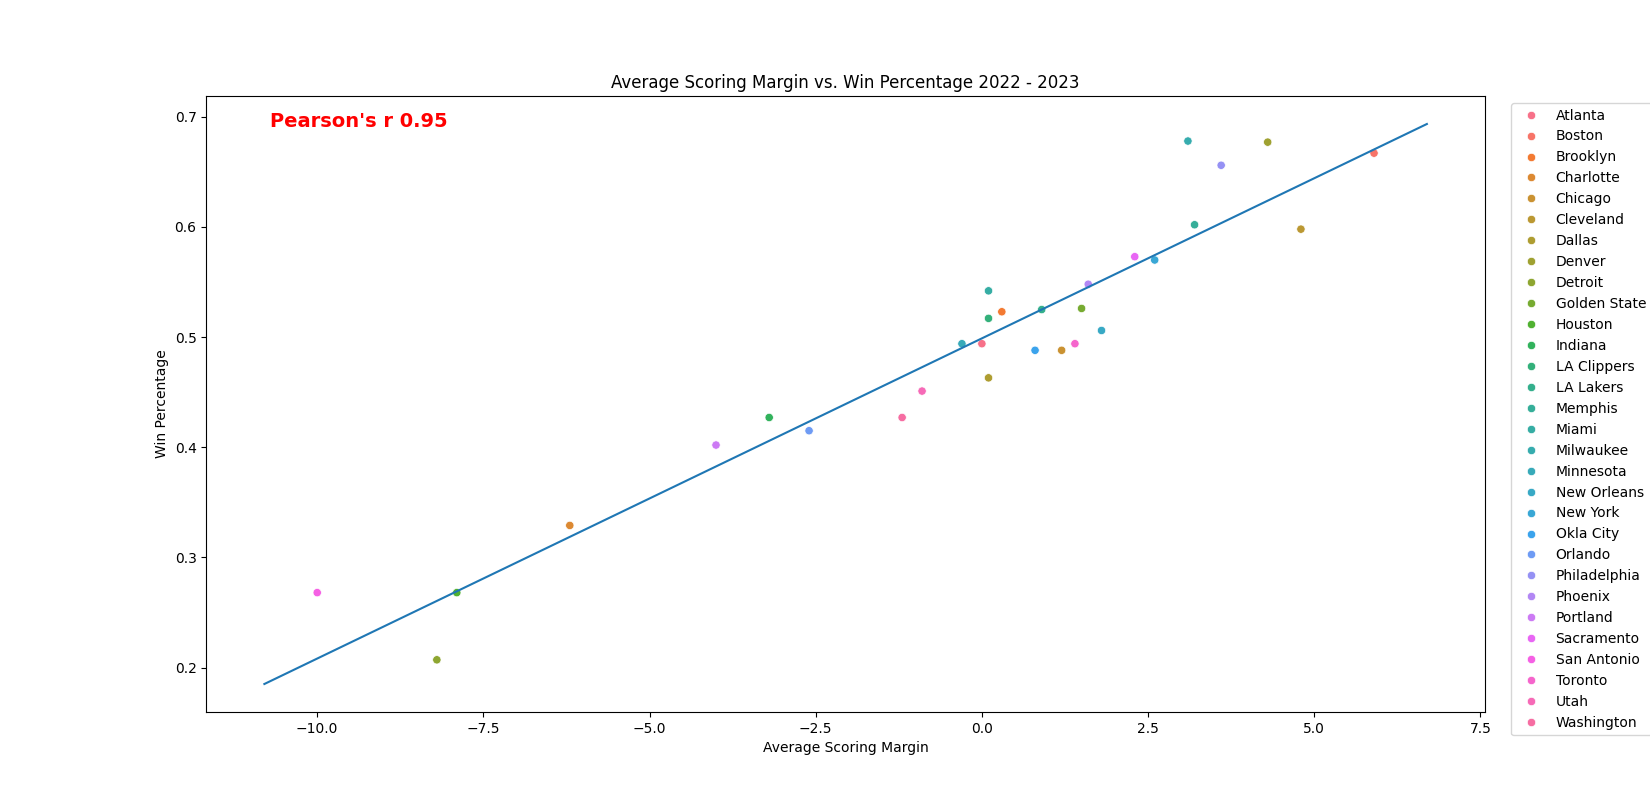 Average Scoring Margin vs. Win Percentage 2022 - 2023
Pearson's r 0.95
Win Percentage
0.7
0.6
0.5
0.4
0.3
0.2
−10.0
−7.5
−5.0
−2.5
0.0
2.5
5.0
7.5
Average Scoring Margin
Atlanta
Boston
Brooklyn
Charlotte
Chicago
Cleveland
Dallas
Denver
Detroit
Golden State
Houston
Indiana
LA Clippers
LA Lakers
Memphis
Miami
Milwaukee
Minnesota
New Orleans
New York
Okla City
Orlando
Philadelphia
Phoenix
Portland
Sacramento
San Antonio
Toronto
Utah
Washington